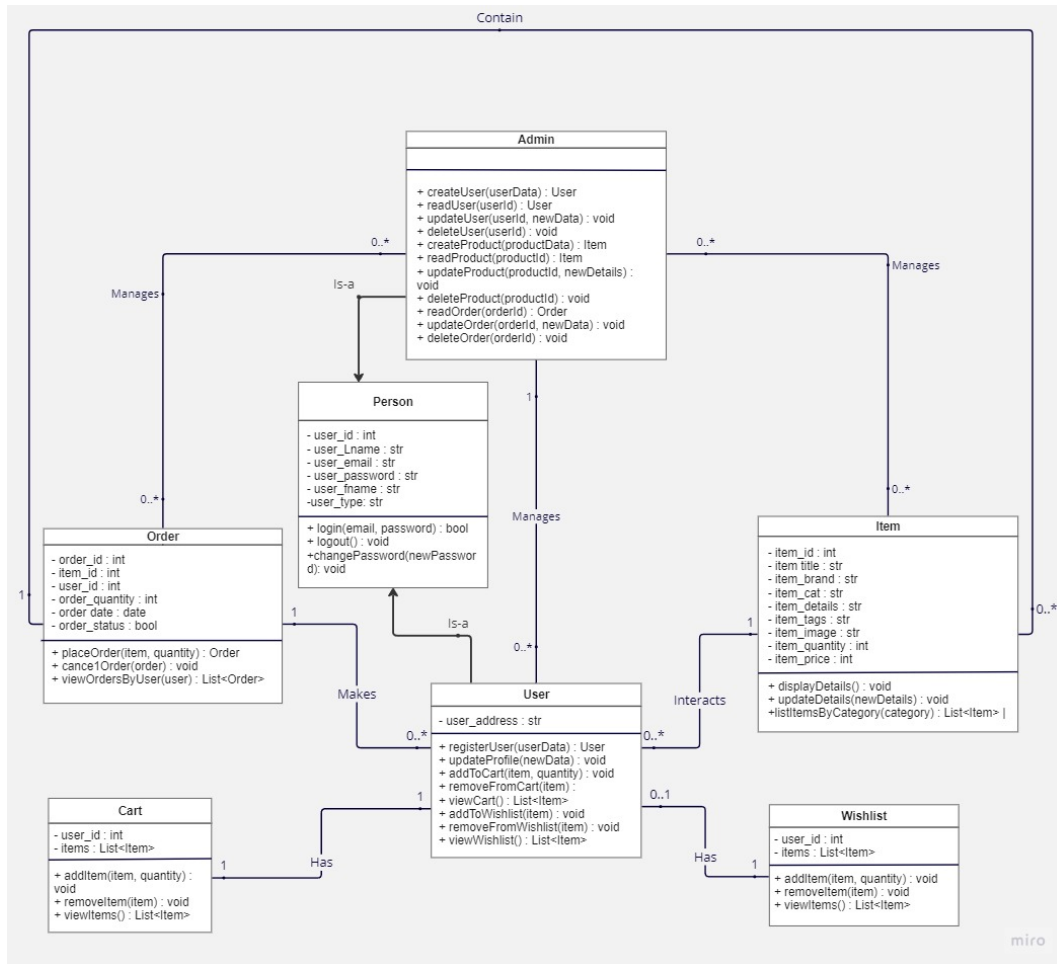 Contain
Admin
+ createUser(userData) : User
+ readUser(userId) : User
+ updateUser(userId, newData) : void
+ deleteUser(userId) : void
+ createProduct(productData) : Item
+ readProduct(productId) : Item
+ updateProduct(productId, newDetails) :
void
+ deleteProduct(productId) : void
+ readOrder(orderId) : Order
+ updateOrder(orderId, newData) : void
+ deleteOrder(orderId) : void
0..*
0..*
Manages
Manages
Is-a
1
Person
- user_id : int
- user_Lname : str
- user_email : str
- user_password : str
- user_fname : str
-user_type: str
+ login(email, password) : bool
+ logout() : void
+changePassword(newPasswor
d): void
0..*
0..*
Manages
Order
- order_id : int
- item_id : int
- user_id : int
- order_quantity : int
- order date : date
- order_status : bool
+ placeOrder(item, quantity) : Order
+ cance1Order(order) : void
+ viewOrdersByUser(user) : List<Order>
Item
- item_id : int
- item title : str
- item_brand : str
- item_cat : str
- item_details : str
- item_tags : str
- item_image : str
- item_quantity : int
- item_price : int
+ displayDetails() : void
+ updateDetails(newDetails) : void
+listItemsByCategory(category) : List<Item> |
1
0..*
1
Is-a
1
0..*
Makes
Interacts
0..*
0..*
User
- user_address : str
+ registerUser(userData) : User
+ updateProfile(newData) : void
+ addToCart(item, quantity) : void
+ removeFromCart(item) :
+ viewCart() : List<Item>
+ addToWishlist(item) : void
+ removeFromWishlist(item) : void
+ viewWishlist() : List<Item>
1
0..1
Cart
- user_id : int
- items : List<Item>
+ addItem(item, quantity) :
void
+ removeItem(item) : void
+ viewItems() : List<Item>
1
Has
Has
1
Wishlist
- user_id : int
- items : List<Item>
+ addItem(item, quantity) : void
+ removeItem(item) : void
+ viewItems() : List<Item>
miro